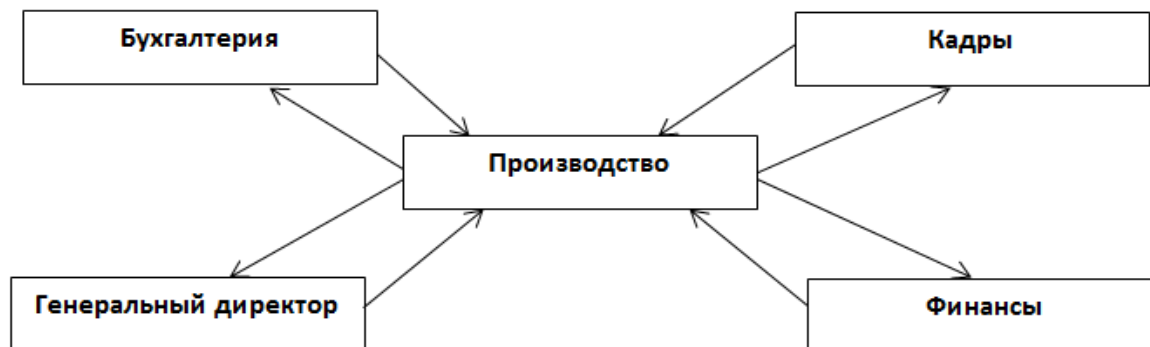 Бухгалтерия
Кадры
Производство
Генеральный директор
Финансы